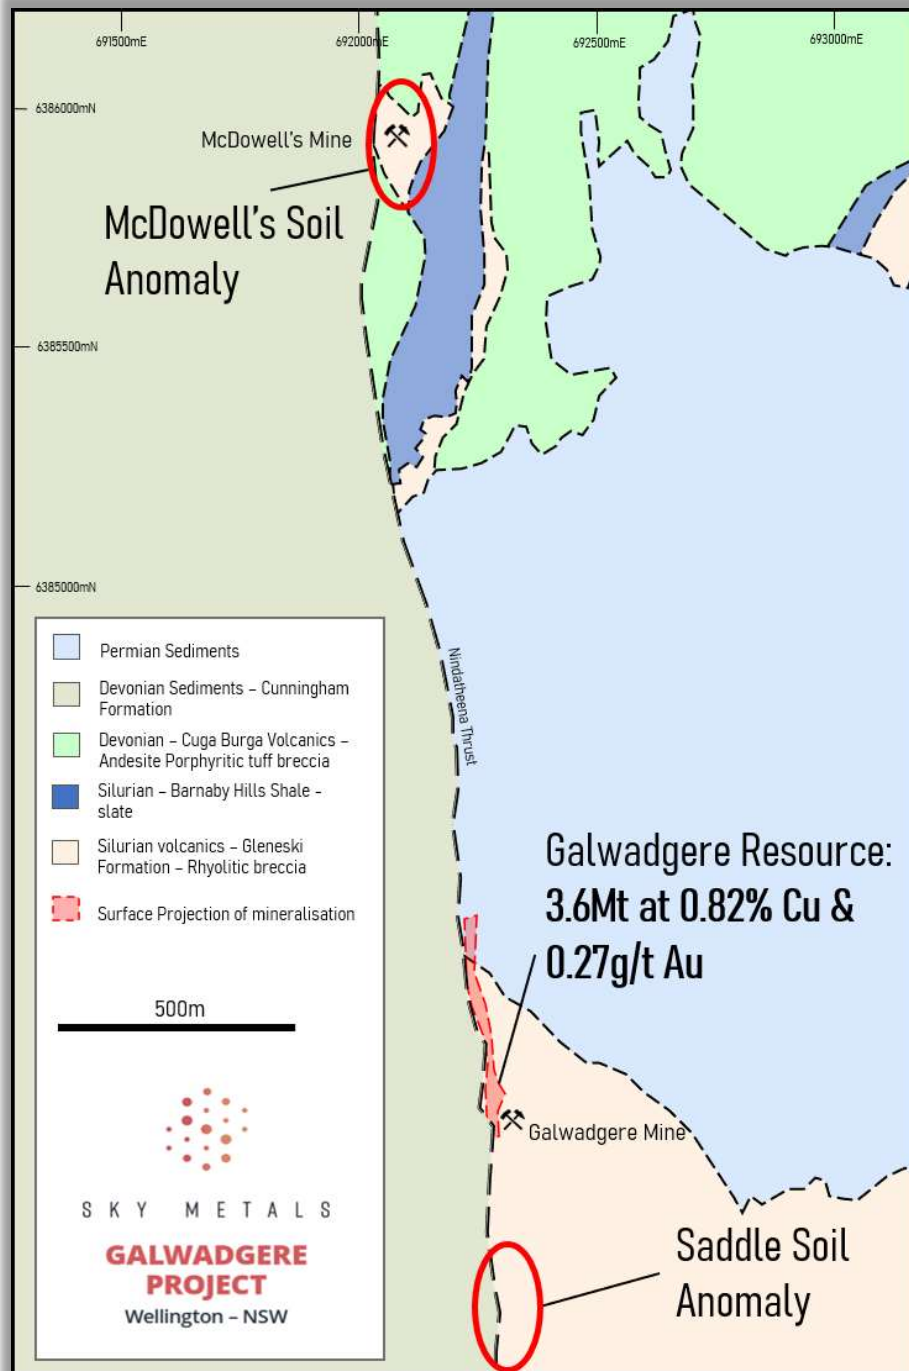 691500mE
692000mE
692500mE
693000mE
6386000mN
McDowell's Mine
McDowell's Soil
Anomaly
6385500mN
6385000mN
Nindatheena Thrust
Permian Sediments
Devonian Sediments – Cunningham
Formation
Devonian – Cuga Burga Volcanics –
Andesite Porphyritic tuff breccia
Silurian – Barnaby Hills Shale -
slate
Silurian volcanics – Gleneski
Formation – Rhyolitic breccia
Surface Projection of mineralisation
500m
Galwadgere Resource:
3.6Mt at 0.82% Cu &
0.27g/t Au
Galwadgere Mine
SKY METALS
GALWADGERE
PROJECT
Wellington – NSW
Saddle Soil
Anomaly